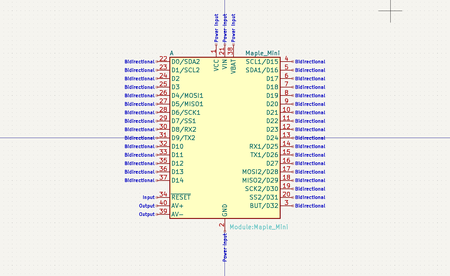 Power Input
Power Input
Power Input
1
21
38
A
Maple_Mini
VCC
VIN
VBAT
Bidirectional 22 D0/SDA2 SCL1/D15 4 Bidirectional
Bidirectional 23 D1/SCL2 SDA1/D16 5 Bidirectional
Bidirectional 24 D2 D17 6 Bidirectional
Bidirectional 25 D3 D18 7 Bidirectional
Bidirectional 26 D4/MOSI1 D19 8 Bidirectional
Bidirectional 27 D5/MISO1 D20 9 Bidirectional
Bidirectional 28 D6/SCK1 D21 10 Bidirectional
Bidirectional 29 D7/SS1 D22 11 Bidirectional
Bidirectional 30 D8/RX2 D23 12 Bidirectional
Bidirectional 31 D9/TX2 D24 13 Bidirectional
Bidirectional 32 D10 RX1/D25 14 Bidirectional
Bidirectional 33 D11 TX1/D26 15 Bidirectional
Bidirectional 35 D12 D27 16 Bidirectional
Bidirectional 36 D13 MOSI2/D28 17 Bidirectional
Bidirectional 37 D14 MISO2/D29 18 Bidirectional
SCK2/D30 19 Bidirectional
Input 34 RESET SS2/D31 20 Bidirectional
Output 40 AV+ BUT/D32 3 Bidirectional
Output 39 AV-
GND
2
Module:Maple_Mini
Power Input